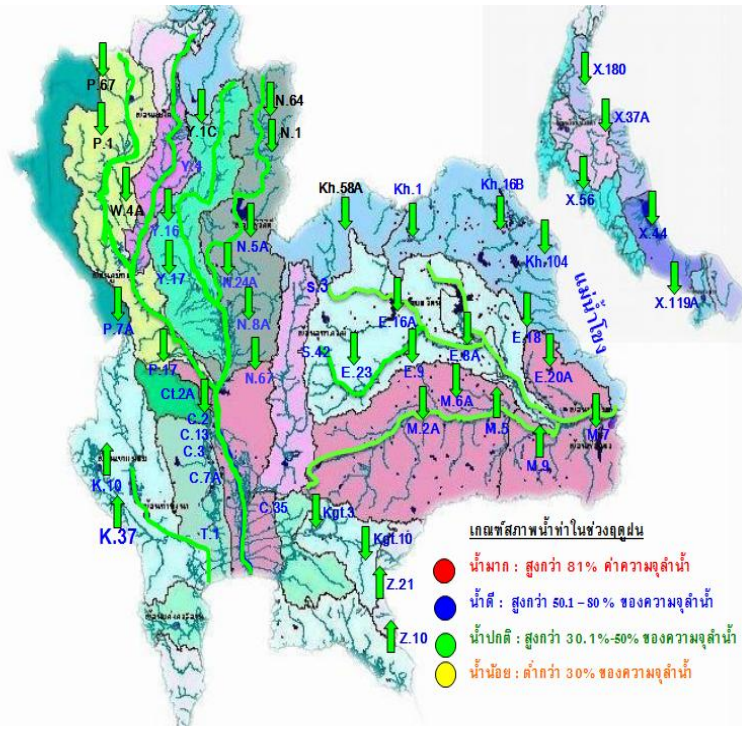 P.67
P.1
W.4A
P.7A
P.17
Y.1C
Y.4
Y.16
Y.17
N.64
N.1
N.5A
N.24A
N.8A
N.67
Ct.2A
C.2
C.13
C.3
C.7A
C.35
K.10
K.37
T.1
S.3
S.42
Kh.58A
Kh.1
Kh.16B
Kh.104
แม่น้ำโขง
E.16A
E.8A
E.18
E.23
E.9
E.20A
M.6A
M.2A
M.5
M.9
M.7
Kgt.3
Kgt.10
Z.21
Z.10
X.180
X.37A
X.56
X.44
X.119A
เกณฑ์สภาพน้ำท่าในช่วงฤดูฝน
น้ำมาก : สูงกว่า 81% ค่าความจุลำน้ำ
น้ำดี : สูงกว่า 50.1 – 80 % ของความจุลำน้ำ
น้ำปกติ : สูงกว่า 30.1%-50% ของความจุลำน้ำ
น้ำน้อย : ต่ำกว่า 30% ของความจุลำน้ำ